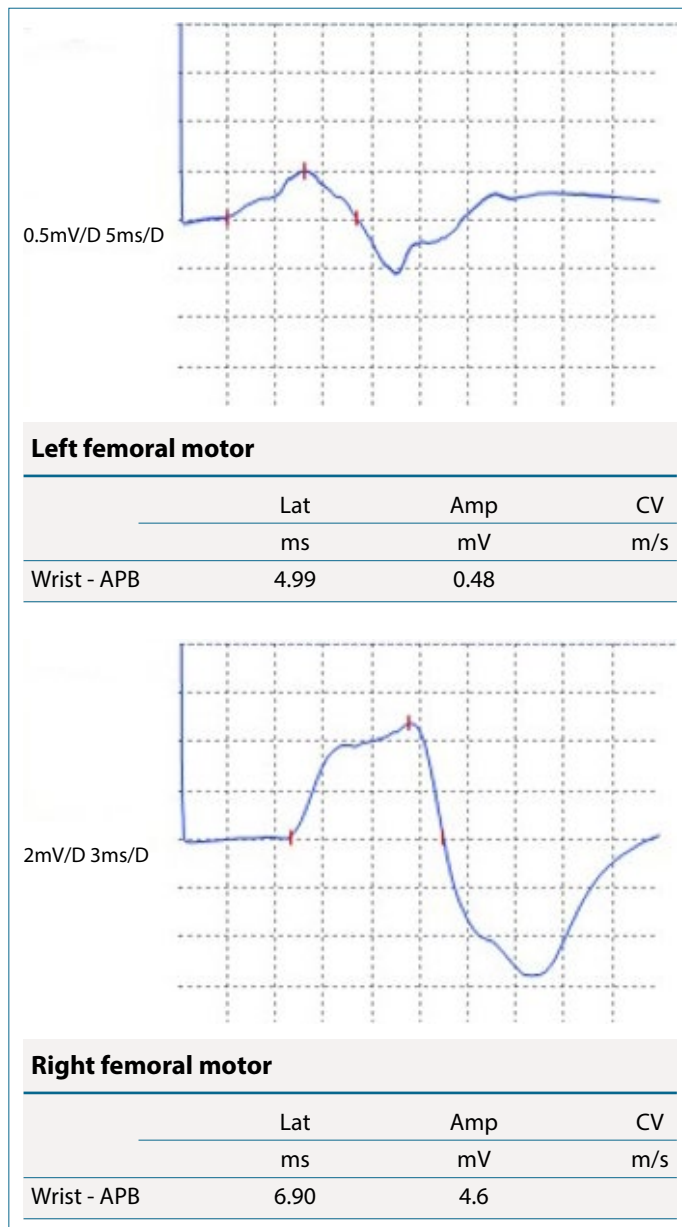 0.5mV/D 5ms/D
Left femoral motor
Lat Amp CV
ms mV m/s
Wrist - APB 4.99 0.48
2mV/D 3ms/D
Right femoral motor
Lat Amp CV
ms mV m/s
Wrist - APB 6.90 4.6